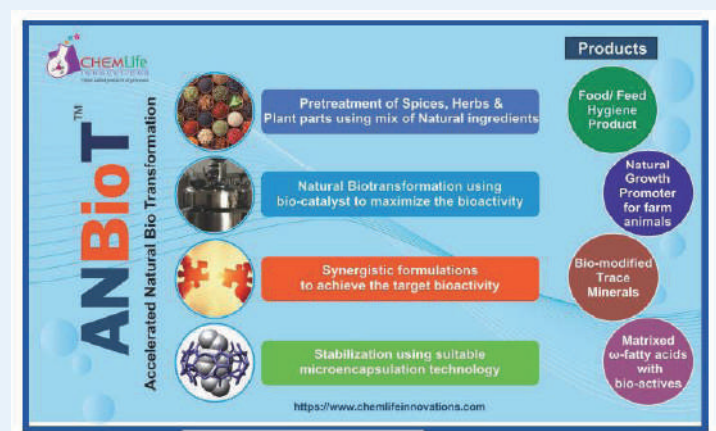 CHEMLife
INNOVATIONS
ANBioT™
Accelerated Natural Bio Transformation
Products
Pretreatment of Spices, Herbs &
Plant parts using mix of Natural ingredients
Food/ Feed
Hygiene
Product
Natural Biotransformation using
bio-catalyst to maximize the bioactivity
Natural
Growth
Promoter
for farm
animals
Synergistic formulations
to achieve the target bioactivity
Bio-modified
Trace
Minerals
Stabilization using suitable
microencapsulation technology
Matrixed
ω-fatty acids
with
bio-actives
https://www.chemlifeinnovations.com